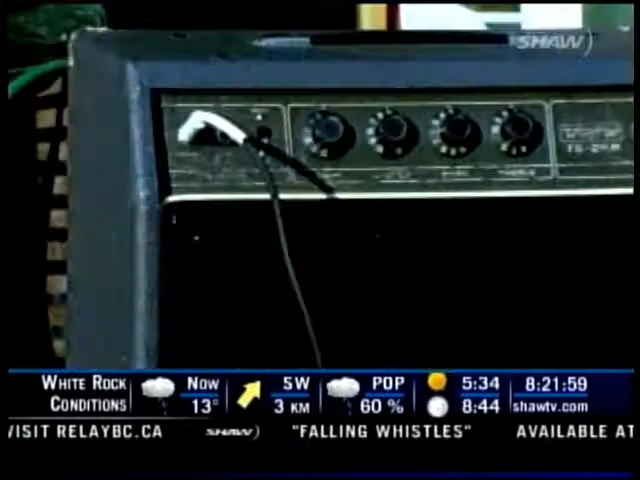 SHAW)
WHITE ROCK
CONDITIONS
NOW
13°
SW
3 KM
POP
60 %
5:34
8:44
8:21:59
shawtv.com
VISIT RELAYBC.CA SHAW) "FALLING WHISTLES" AVAILABLE AT